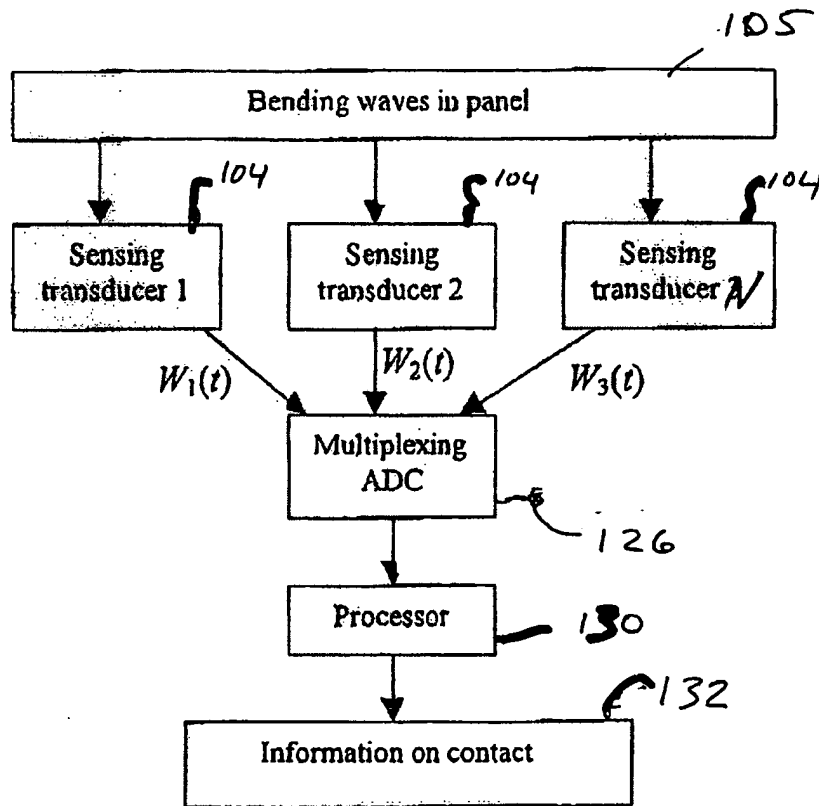 105
Bending waves in panel
104
104
104
Sensing
transducer 1
Sensing
transducer 2
Sensing
transducer N
W1(t)
W2(t)
W3(t)
Multiplexing
ADC
126
Processor
130
132
Information on contact